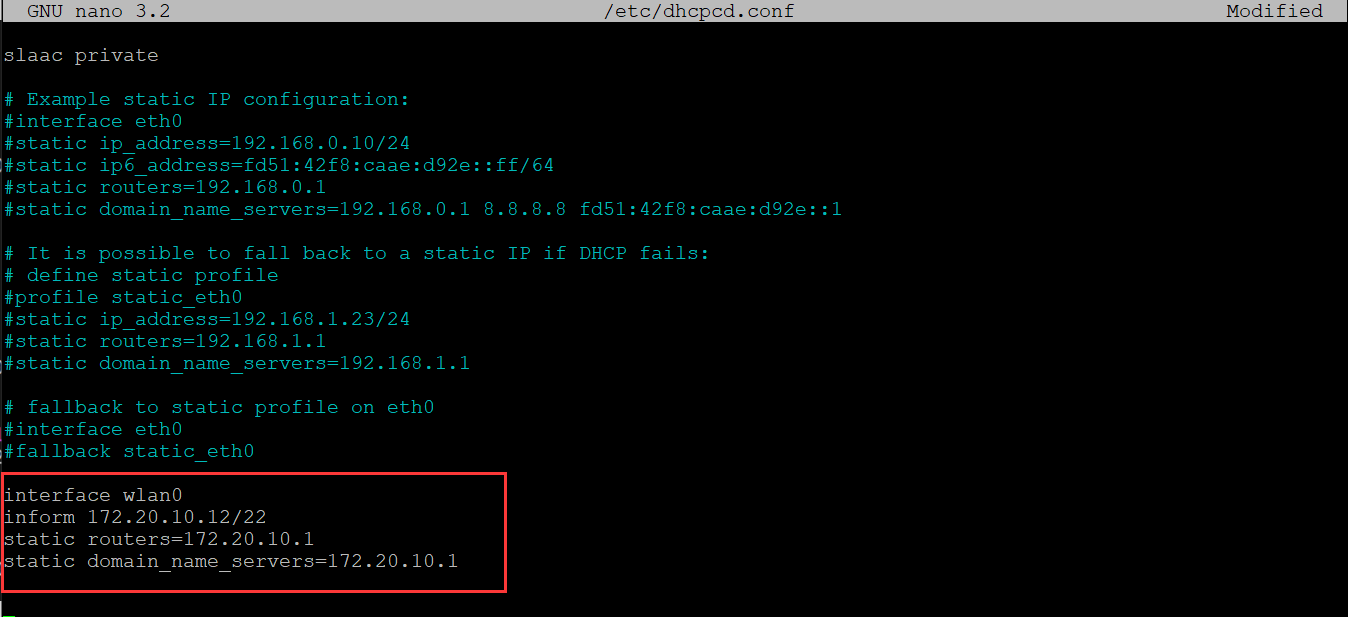 GNU nano 3.2 /etc/dhcpcd.conf Modified
slaac private
# Example static IP configuration:
#interface eth0
#static ip_address=192.168.0.10/24
#static ip6_address=fd51:42f8:caae:d92e::ff/64
#static routers=192.168.0.1
#static domain_name_servers=192.168.0.1 8.8.8.8 fd51:42f8:caae:d92e::1
# It is possible to fall back to a static IP if DHCP fails:
# define static profile
#profile static_eth0
#static ip_address=192.168.1.23/24
#static routers=192.168.1.1
#static domain_name_servers=192.168.1.1
# fallback to static profile on eth0
#interface eth0
#fallback static_eth0
interface wlan0
inform 172.20.10.12/22
static routers=172.20.10.1
static domain_name_servers=172.20.10.1